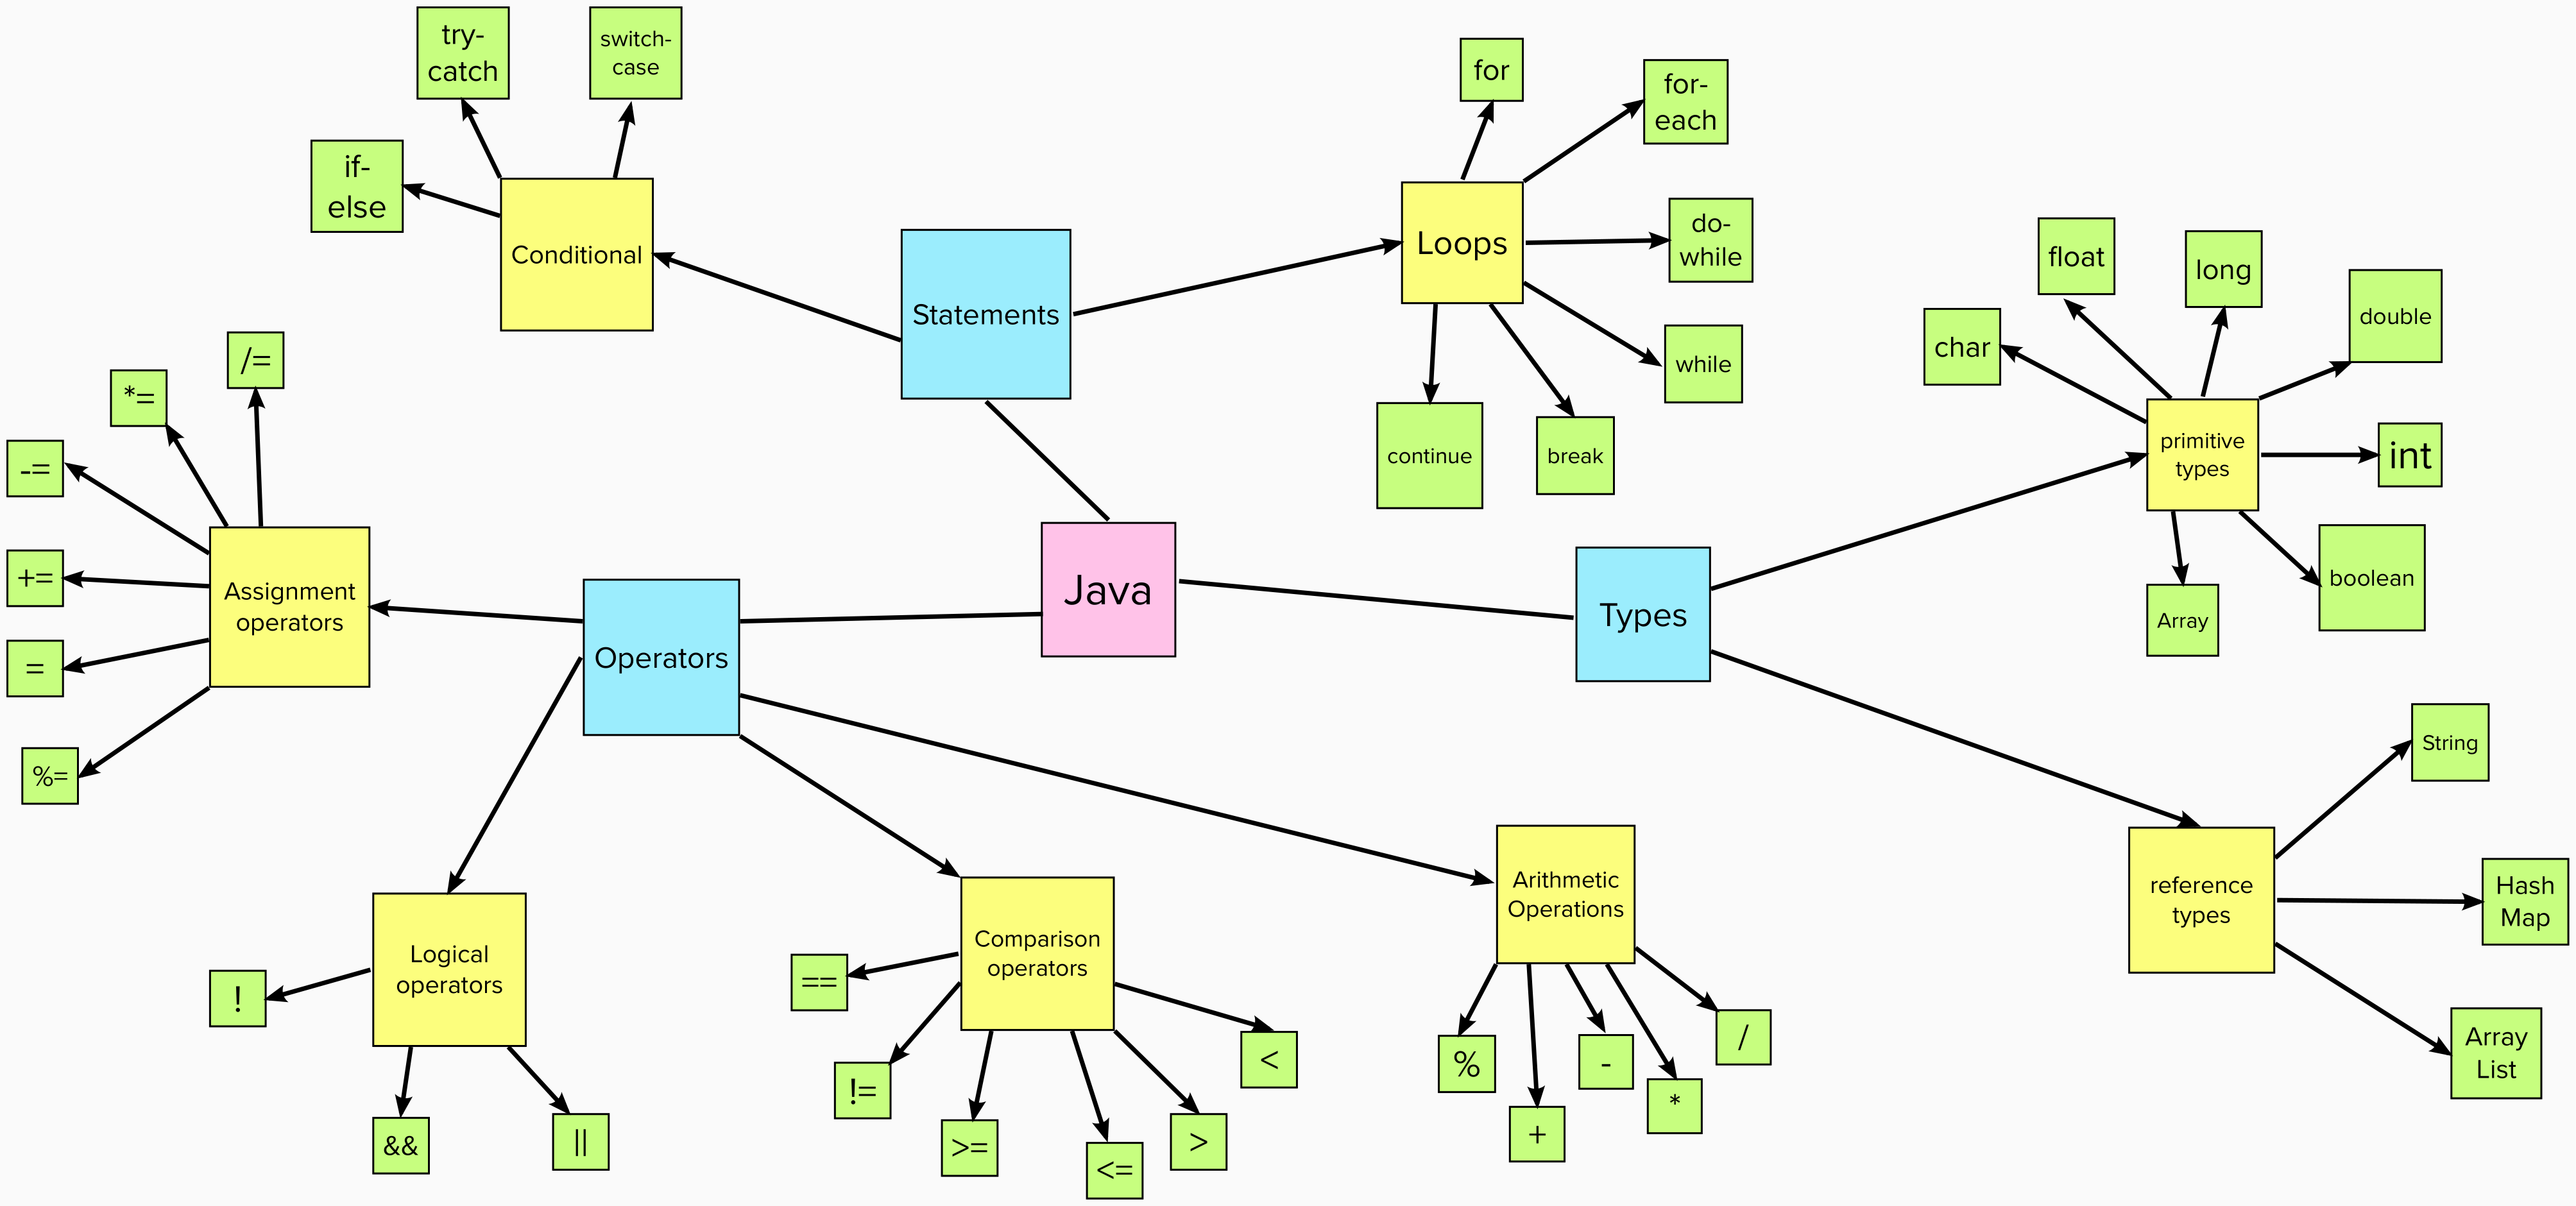 try-
catch
switch-
case
if-
else
Conditional
Statements
for
for-
each
Loops
do-
while
while
break
continue
float
long
double
char
primitive
types
int
boolean
Array
/=
*=
-=
+=
=
%=
Assignment
operators
Operators
Java
Types
String
reference
types
Hash
Map
Array
List
Logical
operators
!
&&
||
Comparison
operators
==
!=
>=
<=
>
<
Arithmetic
Operations
%
+
-
*
/